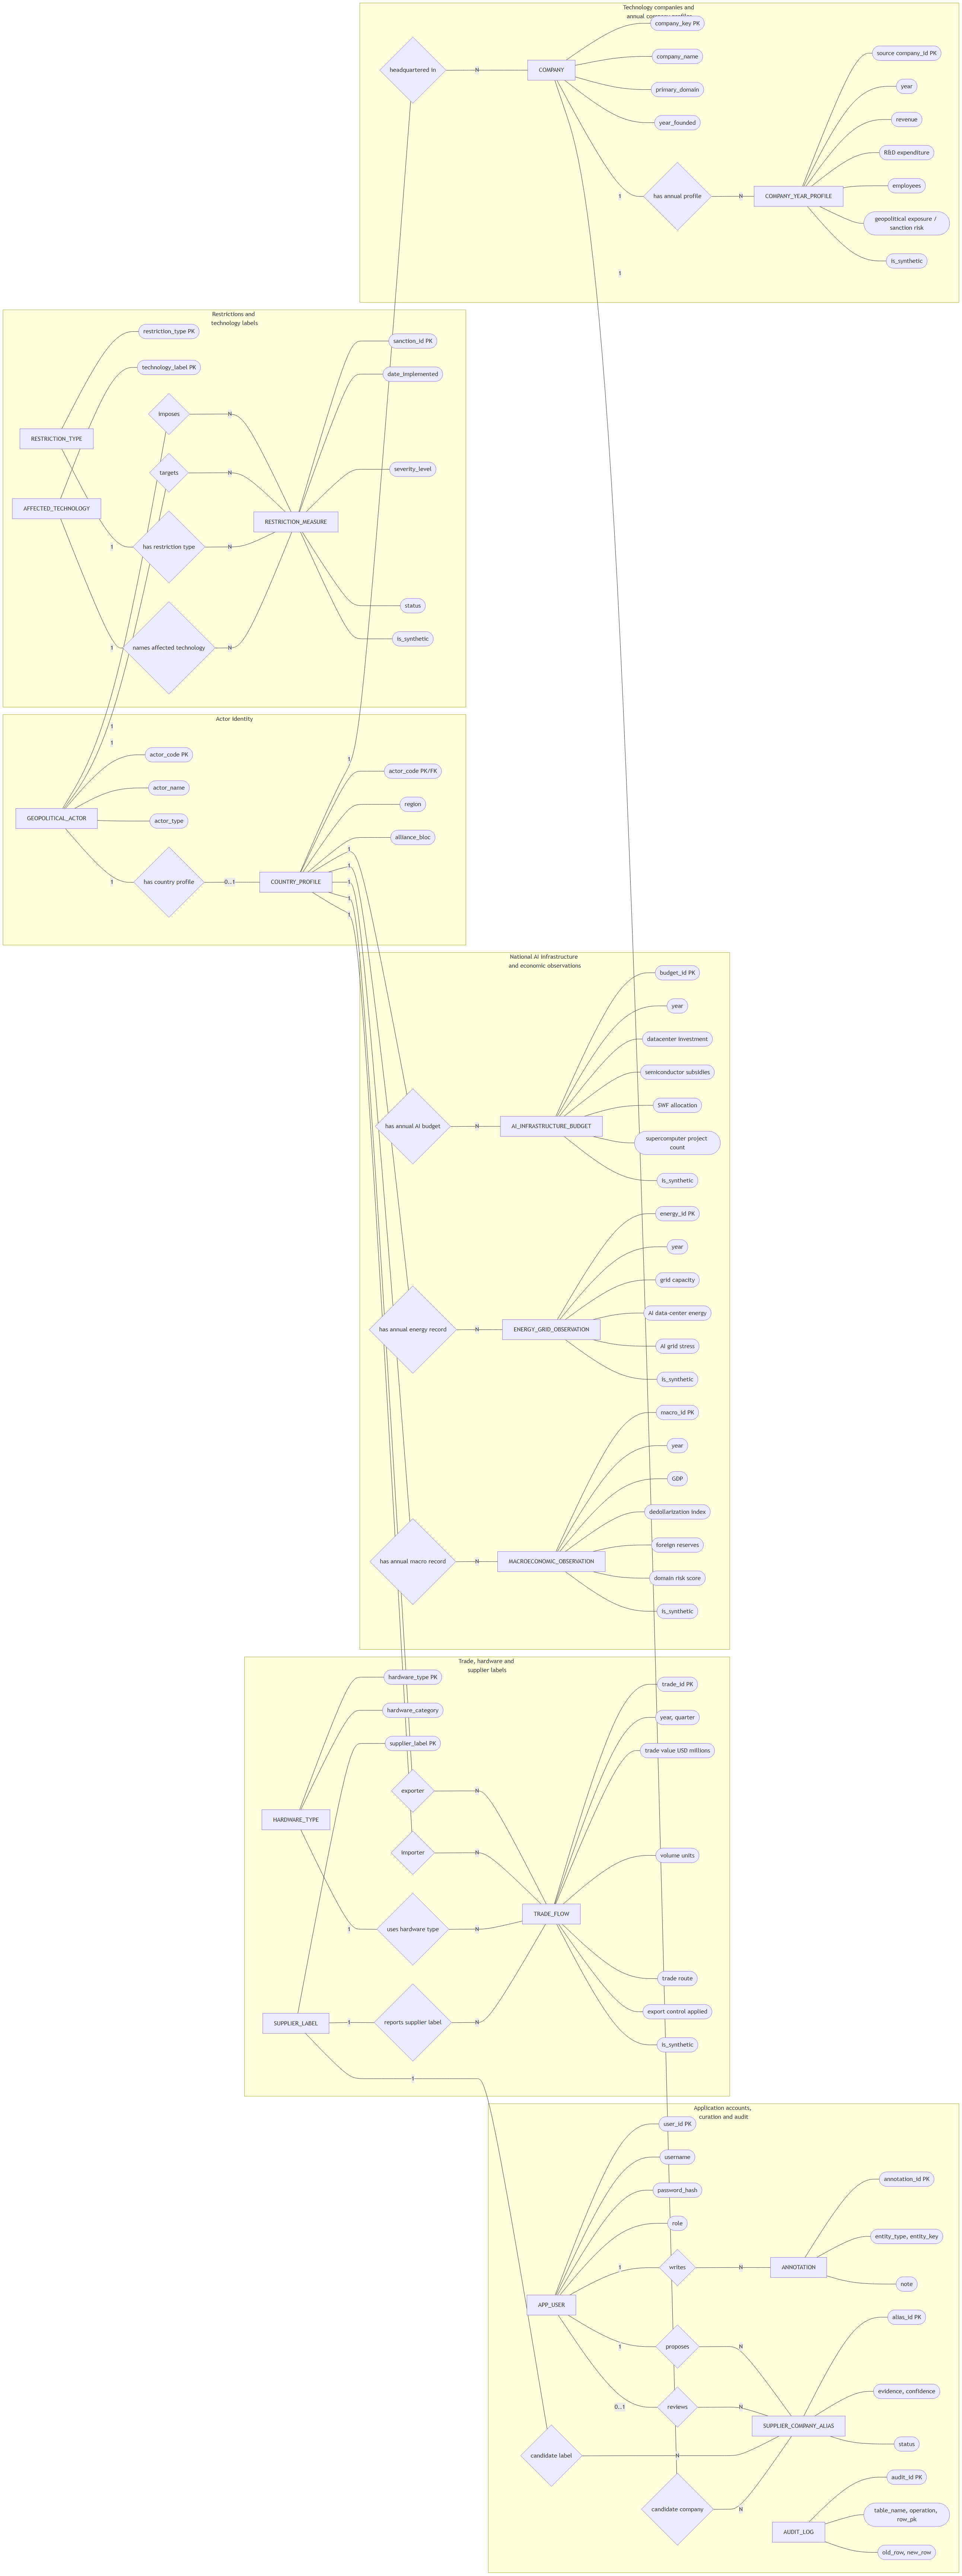 Technology companies and
annual company profiles
company_key PK
headquartered in
N
COMPANY
company_name
primary_domain
year_founded
source company_id PK
year
revenue
R&D expenditure
employees
1
has annual profile
N
COMPANY_YEAR_PROFILE
geopolitical exposure /
sanction risk
is_synthetic
1
Restrictions and
technology labels
restriction_type PK
technology_label PK
sanction_id PK
date_implemented
imposes
N
RESTRICTION_TYPE
targets
N
severity_level
AFFECTED_TECHNOLOGY
RESTRICTION_MEASURE
1
has restriction type
N
status
is_synthetic
1
names affected technology
N
Actor identity
1
1
actor_code PK
actor_name
actor_type
GEOPOLITICAL_ACTOR
1
actor_code PK/FK
region
alliance_bloc
1
has country profile
0..1
COUNTRY_PROFILE
1
1
1
1
1
National AI infrastructure
and economic observations
budget_id PK
year
datacenter investment
semiconductor subsidies
SWF allocation
has annual AI budget
N
AI_INFRASTRUCTURE_BUDGET
supercomputer project
count
is_synthetic
energy_id PK
year
grid capacity
AI data-center energy
has annual energy record
N
ENERGY_GRID_OBSERVATION
AI grid stress
is_synthetic
macro_id PK
year
GDP
dedollarization index
foreign reserves
has annual macro record
N
MACROECONOMIC_OBSERVATION
domain risk score
is_synthetic
Trade, hardware and
supplier labels
hardware_type PK
hardware_category
supplier_label PK
trade_id PK
year, quarter
trade value USD millions
exporter
N
HARDWARE_TYPE
importer
N
volume units
TRADE_FLOW
1
uses hardware type
N
trade route
export control applied
SUPPLIER_LABEL
1
reports supplier label
N
is_synthetic
1
Application accounts,
curation and audit
user_id PK
username
password_hash
role
annotation_id PK
entity_type, entity_key
1
writes
N
ANNOTATION
note
APP_USER
alias_id PK
1
proposes
N
evidence, confidence
0..1
reviews
N
SUPPLIER_COMPANY_ALIAS
status
candidate label
N
audit_id PK
candidate company
N
table_name, operation,
row_pk
AUDIT_LOG
old_row, new_row